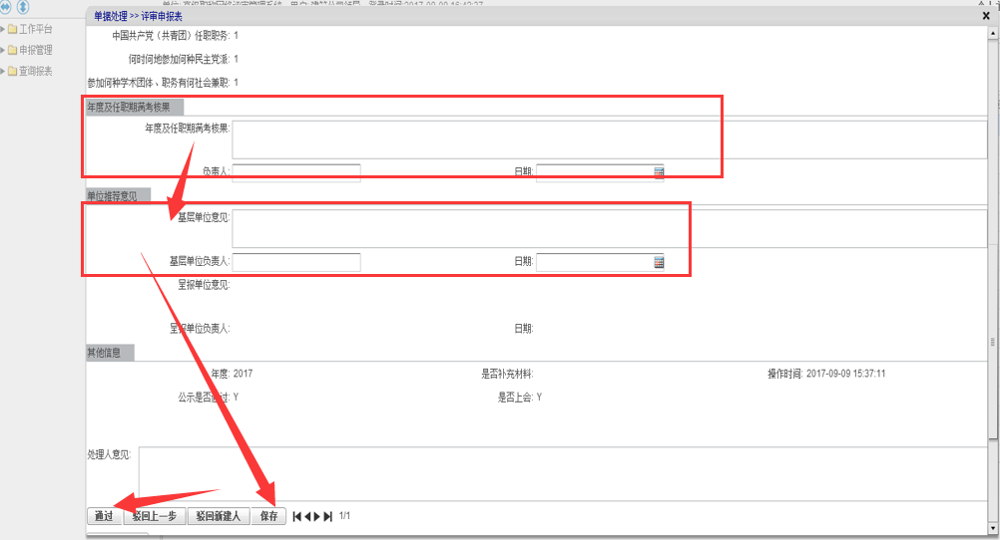 单据处理 >> 评审申报表
工作平台
中国共产党（共青团）任职职务: 1
申报管理
何时何地参加何种民主党派: 1
查询报表
参加何种学术团体、职务有何社会兼职: 1
年度及任职期满考核果
年度及任职期满考核果:
负责人: 日期:
单位推荐意见
基层单位意见:
基层单位负责人: 日期:
呈报单位意见:
呈报单位负责人: 日期:
其他信息
年度: 2017 是否补充材料: 操作时间: 2017-09-09 15:37:11
公示是否通过: Y 是否上会: Y
处理人意见:
通过 驳回上一步 驳回新建人 保存 1/1